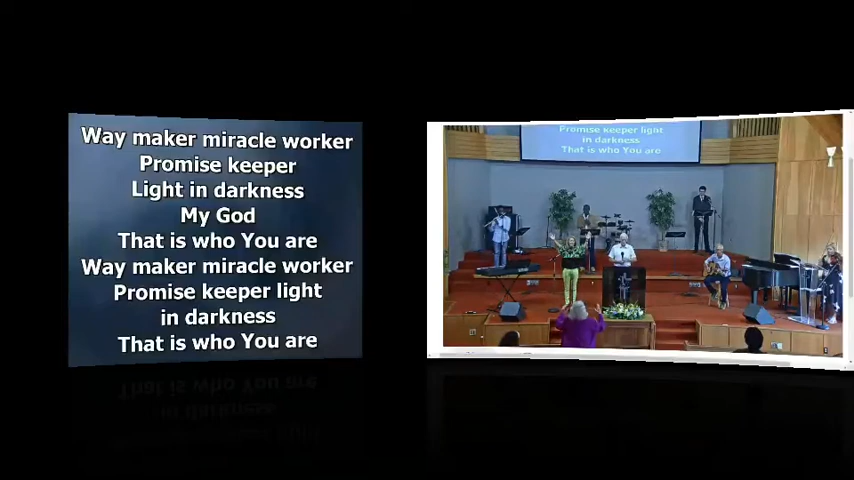 Way maker miracle worker
Promise keeper
Light in darkness
My God
That is who You are
Way maker miracle worker
Promise keeper light
in darkness
That is who You are
Promise keeper light
in darkness
That is who You are